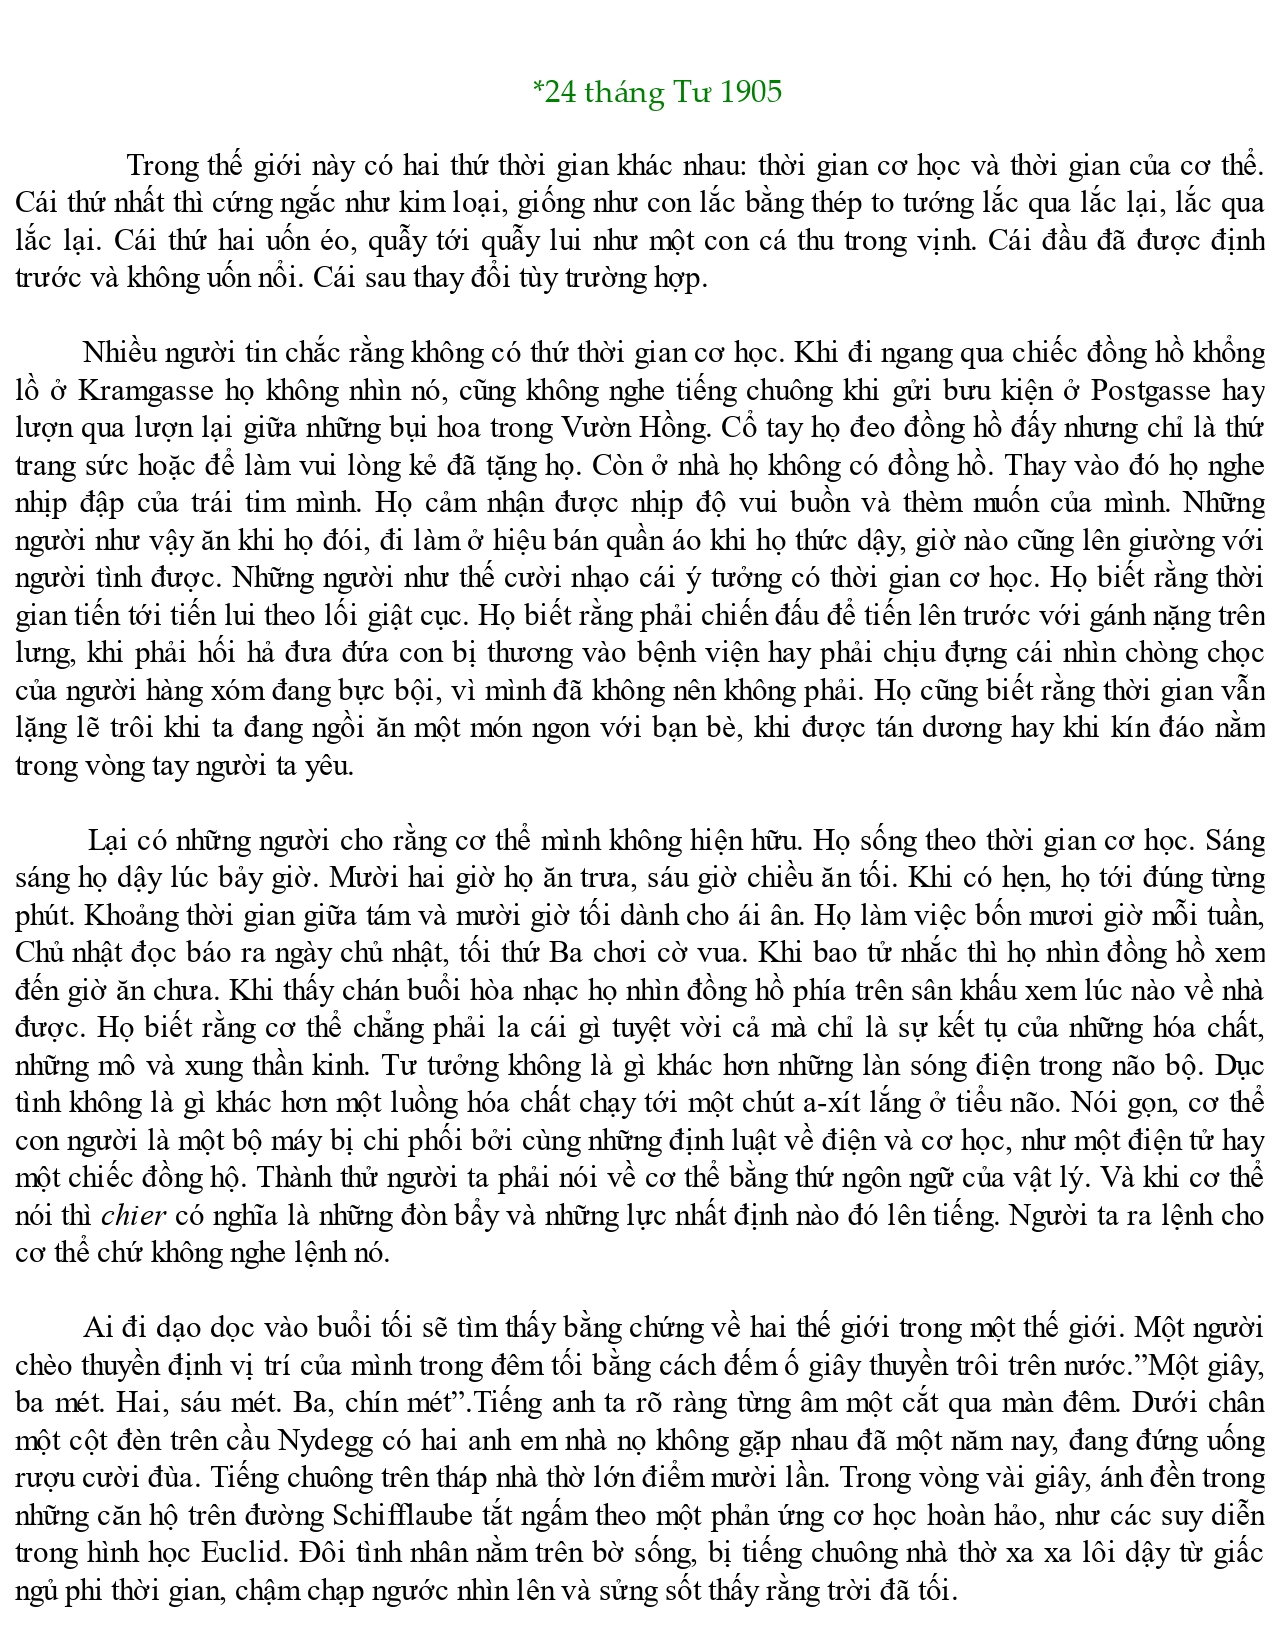 *24 tháng Tư 1905
Trong thế giới này có hai thứ thời gian khác nhau: thời gian cơ học và thời gian của cơ thể.
Cái thứ nhất thì cứng ngắc như kim loại, giống như con lắc bằng thép to tướng lắc qua lắc lại, lắc qua
lắc lại. Cái thứ hai uốn éo, quẫy tới quẫy lui như một con cá thu trong vịnh. Cái đầu đã được định
trước và không uốn nổi. Cái sau thay đổi tùy trường hợp.
Nhiều người tin chắc rằng không có thứ thời gian cơ học. Khi đi ngang qua chiếc đồng hồ khổng
lồ ở Kramgasse họ không nhìn nó, cũng không nghe tiếng chuông khi gửi bưu kiện ở Postgasse hay
lượn qua lượn lại giữa những bụi hoa trong Vườn Hồng. Cổ tay họ đeo đồng hồ đấy nhưng chỉ là thứ
trang sức hoặc để làm vui lòng kẻ đã tặng họ. Còn ở nhà họ không có đồng hồ. Thay vào đó họ nghe
nhịp đập của trái tim mình. Họ cảm nhận được nhịp độ vui buồn và thèm muốn của mình. Những
người như vậy ăn khi họ đói, đi làm ở hiệu bán quần áo khi họ thức dậy, giờ nào cũng lên giường với
người tình được. Những người như thế cười nhạo cái ý tưởng có thời gian cơ học. Họ biết rằng thời
gian tiến tới tiến lui theo lối giật cục. Họ biết rằng phải chiến đấu để tiến lên trước với gánh nặng trên
lưng, khi phải hối hả đưa đứa con bị thương vào bệnh viện hay phải chịu đựng cái nhìn chòng chọc
của người hàng xóm đang bực bội, vì mình đã không nên không phải. Họ cũng biết rằng thời gian vẫn
lặng lẽ trôi khi ta đang ngồi ăn một món ngon với bạn bè, khi được tán dương hay khi kín đáo nằm
trong vòng tay người ta yêu.
Lại có những người cho rằng cơ thể mình không hiện hữu. Họ sống theo thời gian cơ học. Sáng
sáng họ dậy lúc bảy giờ. Mười hai giờ họ ăn trưa, sáu giờ chiều ăn tối. Khi có hẹn, họ tới đúng từng
phút. Khoảng thời gian giữa tám và mười giờ tối dành cho ái ân. Họ làm việc bốn mươi giờ mỗi tuần,
Chủ nhật đọc báo ra ngày chủ nhật, tối thứ Ba chơi cờ vua. Khi bao tử nhắc thì họ nhìn đồng hồ xem
đến giờ ăn chưa. Khi thấy chán buổi hòa nhạc họ nhìn đồng hồ phía trên sân khấu xem lúc nào về nhà
được. Họ biết rằng cơ thể chẳng phải la cái gì tuyệt vời cả mà chỉ là sự kết tụ của những hóa chất,
những mô và xung thần kinh. Tư tưởng không là gì khác hơn những làn sóng điện trong não bộ. Dục
tình không là gì khác hơn một luồng hóa chất chạy tới một chút a-xít lắng ở tiểu não. Nói gọn, cơ thể
con người là một bộ máy bị chi phối bởi cùng những định luật về điện và cơ học, như một điện tử hay
một chiếc đồng hộ. Thành thử người ta phải nói về cơ thể bằng thứ ngôn ngữ của vật lý. Và khi cơ thể
nói thì chier có nghĩa là những đòn bẩy và những lực nhất định nào đó lên tiếng. Người ta ra lệnh cho
cơ thể chứ không nghe lệnh nó.
Ai đi dạo dọc vào buổi tối sẽ tìm thấy bằng chứng về hai thế giới trong một thế giới. Một người
chèo thuyền định vị trí của mình trong đêm tối bằng cách đếm ố giây thuyền trôi trên nước.”Một giây,
ba mét. Hai, sáu mét. Ba, chín mét”.Tiếng anh ta rõ ràng từng âm một cắt qua màn đêm. Dưới chân
một cột đèn trên cầu Nydegg có hai anh em nhà nọ không gặp nhau đã một năm nay, đang đứng uống
rượu cười đùa. Tiếng chuông trên tháp nhà thờ lớn điểm mười lần. Trong vòng vài giây, ánh đền trong
những căn hộ trên đường Schifflaube tắt ngấm theo một phản ứng cơ học hoàn hảo, như các suy diễn
trong hình học Euclid. Đôi tình nhân nằm trên bờ sống, bị tiếng chuông nhà thờ xa xa lôi dậy từ giấc
ngủ phi thời gian, chậm chạp ngước nhìn lên và sửng sốt thấy rằng trời đã tối.